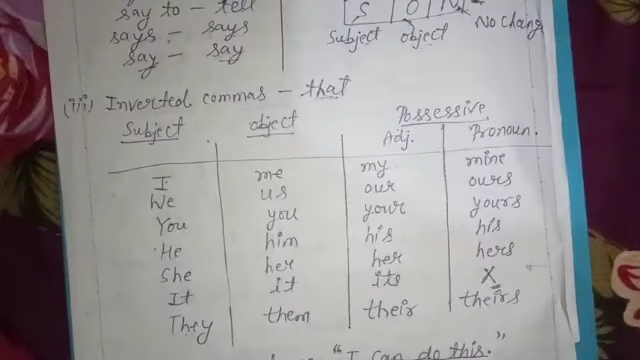 say to - tell
says - says
say - say
S O N
Subject object No Chang
(iii) Inverted commas - that
Subject object Possessive
Adj. Pronoun.
I me my mine
We us our ours
You you your yours
He him his his
She her her hers
It it its X
They them their theirs
"I can do this."